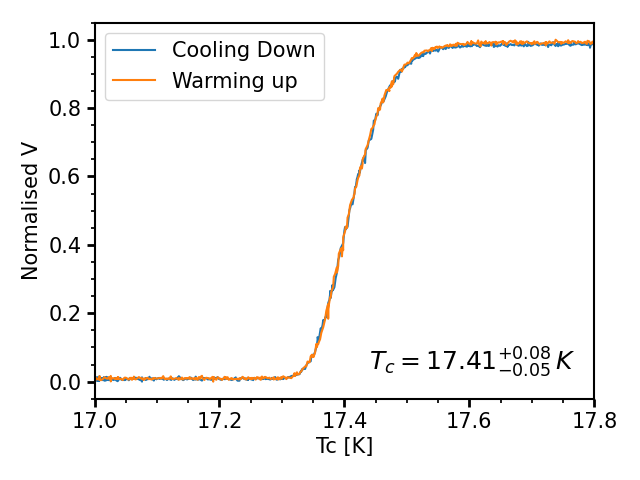 Cooling Down
Warming up
1.0
0.8
0.6
0.4
0.2
0.0
Normalised V
T_c = 17.41^{+0.08}_{-0.05} K
17.0 17.2 17.4 17.6 17.8
Tc [K]